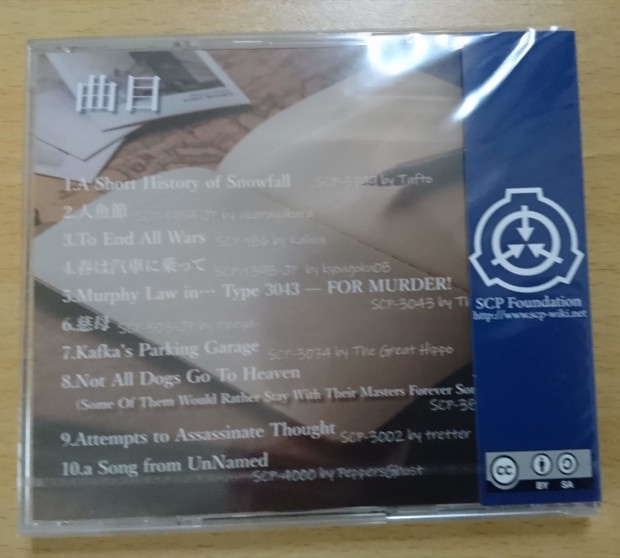 曲目
1.A Short History of Snowfall by Tufto
2.人魚節
3.To End All Wars
4.春は汽車に乗って by kyougoku08
5.Murphy Law in… Type 3043 — FOR MURDER!
SCP-3043 by
6.慈母
7.Kafka's Parking Garage SCP-3074 by The Great Hippo
8.Not All Dogs Go To Heaven
(Some Of Them Would Rather Stay With Their Masters Forever
9.Attempts to Assassinate Thought SCP-3002 by tretter
10.a Song from UnNamed
SCP-4000 by PeppersGhost
SCP Foundation
http://www.scp-wiki.net
cc
BY SA